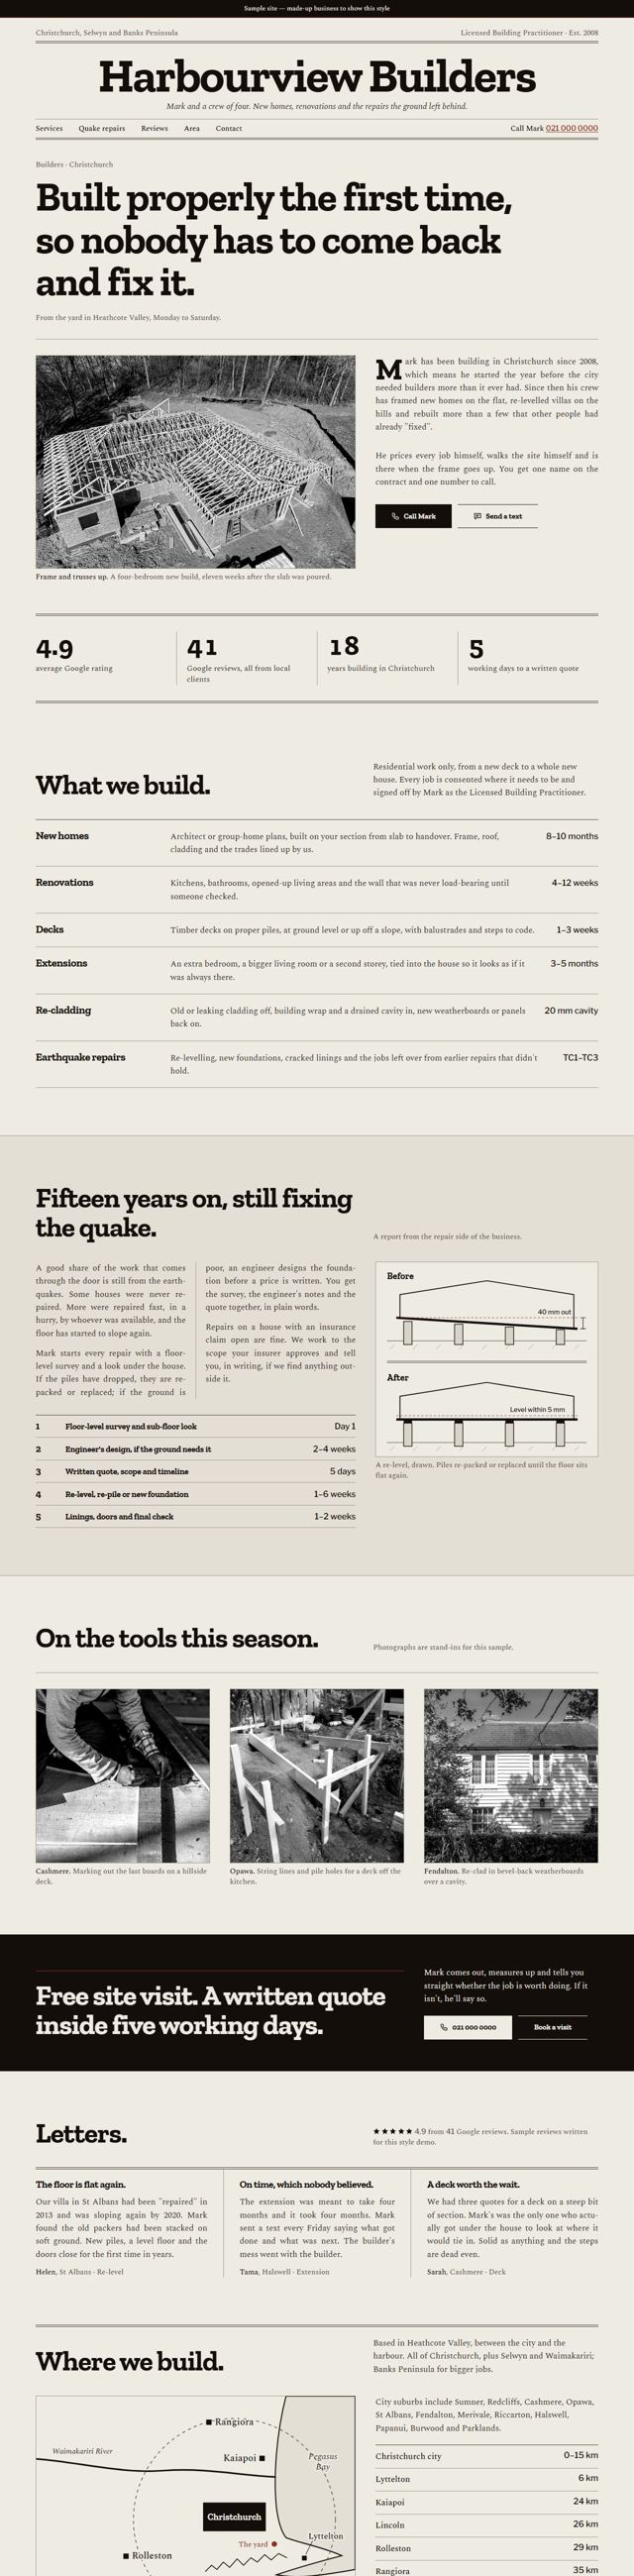 Sample site — made-up business to show this style
Christchurch, Selwyn and Banks Peninsula
Licensed Building Practitioner · Est. 2008
Harbourview Builders
Mark and a crew of four. New homes, renovations and the repairs the ground left behind.
Services Quake repairs Reviews Area Contact
Call Mark 021 000 0000
Builders · Christchurch
Built properly the first time,
so nobody has to come back
and fix it.
From the yard in Heathcote Valley, Monday to Saturday.
Mark has been building in Christchurch since 2008,
which means he started the year before the city
needed builders more than it ever had. Since then his crew
has framed new homes on the flat, re-levelled villas on the
hills and rebuilt more than a few that other people had
already "fixed".
He prices every job himself, walks the site himself and is
there when the frame goes up. You get one name on the
contract and one number to call.
Call Mark
Send a text
Frame and trusses up. A four-bedroom new build, eleven weeks after the slab was poured.
4.9
average Google rating
41
Google reviews, all from local
clients
18
years building in Christchurch
5
working days to a written quote
What we build.
Residential work only, from a new deck to a whole new
house. Every job is consented where it needs to be and
signed off by Mark as the Licensed Building Practitioner.
New homes
Architect or group-home plans, built on your section from slab to handover. Frame, roof,
cladding and the trades lined up by us.
8–10 months
Renovations
Kitchens, bathrooms, opened-up living areas and the wall that was never load-bearing until
someone checked.
4–12 weeks
Decks
Timber decks on proper piles, at ground level or up off a slope, with balustrades and steps to code.
1–3 weeks
Extensions
An extra bedroom, a bigger living room or a second storey, tied into the house so it looks as if it
was always there.
3–5 months
Re-cladding
Old or leaking cladding off, building wrap and a drained cavity in, new weatherboards or panels
back on.
20 mm cavity
Earthquake repairs
Re-levelling, new foundations, cracked linings and the jobs left over from earlier repairs that didn't
hold.
TC1–TC3
Fifteen years on, still fixing
the quake.
A report from the repair side of the business.
A good share of the work that comes
through the door is still from the earth-
quakes. Some houses were never re-
paired. More were repaired fast, in a
hurry, by whoever was available, and the
floor has started to slope again.
Mark starts every repair with a floor-
level survey and a look under the house.
If the piles have dropped, they are re-
packed or replaced; if the ground is
poor, an engineer designs the founda-
tion before a price is written. You get
the survey, the engineer's notes and the
quote together, in plain words.
Repairs on a house with an insurance
claim open are fine. We work to the
scope your insurer approves and tell
you, in writing, if we find anything out-
side it.
1 Floor-level survey and sub-floor look Day 1
2 Engineer's design, if the ground needs it 2–4 weeks
3 Written quote, scope and timeline 5 days
4 Re-level, re-pile or new foundation 1–6 weeks
5 Linings, doors and final check 1–2 weeks
Before
40 mm out
After
Level within 5 mm
A re-level, drawn. Piles re-packed or replaced until the floor sits
flat again.
On the tools this season.
Photographs are stand-ins for this sample.
Cashmere. Marking out the last boards on a hillside
deck.
Opawa. String lines and pile holes for a deck off the
kitchen.
Fendalton. Re-clad in bevel-back weatherboards
over a cavity.
Free site visit. A written quote
inside five working days.
Mark comes out, measures up and tells you
straight whether the job is worth doing. If it
isn't, he'll say so.
021 000 0000
Book a visit
Letters.
★★★★★ 4.9 from 41 Google reviews. Sample reviews written
for this style demo.
The floor is flat again.
Our villa in St Albans had been "repaired" in
2013 and was sloping again by 2020. Mark
found the old packers had been stacked on
soft ground. New piles, a level floor and the
doors close for the first time in years.
Helen, St Albans · Re-level
On time, which nobody believed.
The extension was meant to take four
months and it took four months. Mark
sent a text every Friday saying what got
done and what was next. The builder's
mess went with the builder.
Tama, Halswell · Extension
A deck worth the wait.
We had three quotes for a deck on a steep bit
of section. Mark's was the only one who actu-
ally got under the house to look at where it
would tie in. Solid as anything and the steps
are dead even.
Sarah, Cashmere · Deck
Where we build.
Based in Heathcote Valley, between the city and the
harbour. All of Christchurch, plus Selwyn and Waimakariri;
Banks Peninsula for bigger jobs.
Rangiora
Waimakariri River
Kaiapoi
Pegasus
Bay
Christchurch
The yard
Lyttelton
Rolleston
City suburbs include Sumner, Redcliffs, Cashmere, Opawa,
St Albans, Fendalton, Merivale, Riccarton, Halswell,
Papanui, Burwood and Parklands.
Christchurch city 0–15 km
Lyttelton 6 km
Kaiapoi 24 km
Lincoln 26 km
Rolleston 29 km
Rangiora 35 km